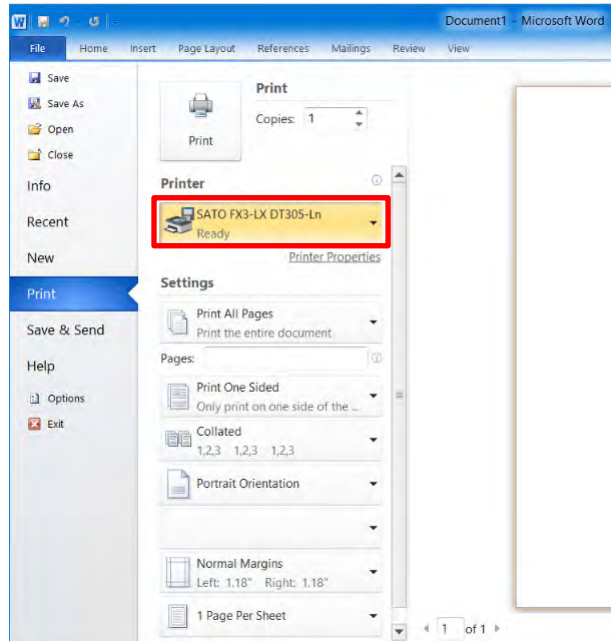 W
Document1 - Microsoft Word
File Home Insert Page Layout References Mailings Review View
Save
Save As
Open
Close
Info
Recent
New
Print
Save & Send
Help
Options
Exit
Print
Print
Copies: 1
Printer
SATO FX3-LX DT305-Ln
Ready
Printer Properties
Settings
Print All Pages
Print the entire document
Pages:
Print One Sided
Only print on one side of the ...
Collated
1,2,3 1,2,3 1,2,3
Portrait Orientation
Normal Margins
Left: 1.18" Right: 1.18"
1 Page Per Sheet
1 of 1